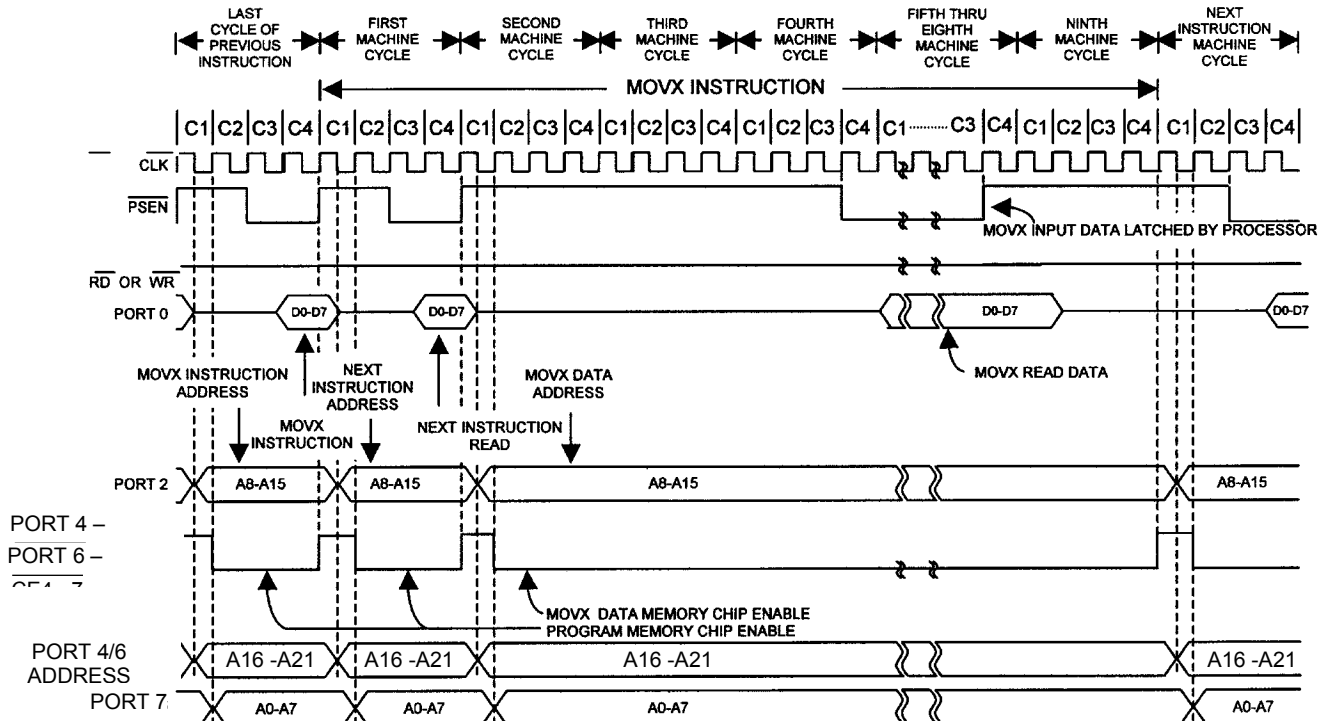 LAST CYCLE OF PREVIOUS INSTRUCTION
FIRST MACHINE CYCLE
SECOND MACHINE CYCLE
THIRD MACHINE CYCLE
FOURTH MACHINE CYCLE
FIFTH THRU EIGHTH MACHINE CYCLE
NINTH MACHINE CYCLE
NEXT INSTRUCTION MACHINE CYCLE
MOVX INSTRUCTION
C1 C2 C3 C4 C1 C2 C3 C4 C1 C2 C3 C4 C1 C2 C3 C4 C1 C2 C3 C4 C1 ........ C3 C4 C1 C2 C3 C4 C1 C2 C3 C4
CLK
PSEN
MOVX INPUT DATA LATCHED BY PROCESSOR
RD OR WR
PORT 0
D0-D7
D0-D7
D0-D7
D0-D7
MOVX INSTRUCTION ADDRESS
NEXT INSTRUCTION ADDRESS
MOVX DATA ADDRESS
MOVX READ DATA
MOVX INSTRUCTION
NEXT INSTRUCTION READ
PORT 2
A8-A15
A8-A15
A8-A15
A8-A15
PORT 4 –
PORT 6 –
MOVX DATA MEMORY CHIP ENABLE
PROGRAM MEMORY CHIP ENABLE
PORT 4/6 ADDRESS
A16 -A21
A16 -A21
A16 -A21
A16 -A21
PORT 7
A0-A7
A0-A7
A0-A7
A0-A7